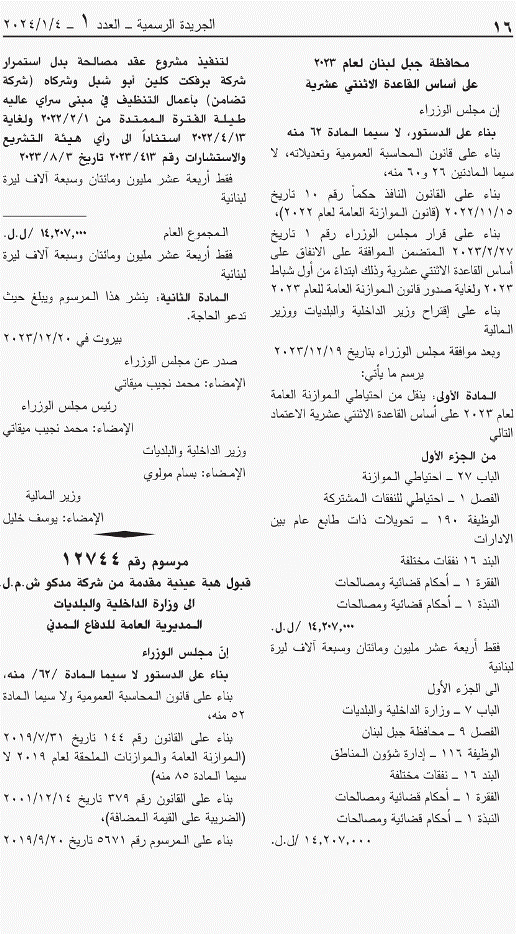 ١٦
الجريدة الرسمية ـ العدد ١ ـ ٢٠٢٤/١/٤
محافظة جبل لبنان لعام ٢٠٢٣
على أساس القاعدة الاثنتي عشرية
إن مجلس الوزراء
بناء على الدستور، لا سيما المادة ٦٢ منه
بناء على قانون المحاسبة العمومية وتعديلاته، لا
سيما المادتين ٢٦ و٦٠ منه،
بناء على القانون النافذ حكماً رقم ١٠ تاريخ
٢٠٢٢/١١/١٥ (قانون الموازنة العامة لعام ٢٠٢٢)،
بناء على قرار مجلس الوزراء رقم ١ تاريخ
٢٠٢٣/٢/٢٧ المتضمن الموافقة على الانفاق على
أساس القاعدة الاثنتي عشرية وذلك ابتداءً من أول شباط
٢٠٢٣ ولغاية صدور قانون الموازنة العامة للعام ٢٠٢٣
بناء على إقتراح وزير الداخلية والبلديات ووزير
المالية
وبعد موافقة مجلس الوزراء بتاريخ ٢٠٢٣/١٢/١٩
يرسم ما يأتي:
المادة الأولى: ينقل من احتياطي الموازنة العامة
لعام ٢٠٢٣ على أساس القاعدة الاثنتي عشرية الاعتماد
التالي
من الجزء الأول
الباب ٢٧ ـ احتياطي الموازنة
الفصل ١ ـ احتياطي للنفقات المشتركة
الوظيفة ١٩٠ ـ تحويلات ذات طابع عام بين
الادارات
البند ١٦ نفقات مختلفة
الفقرة ١ ـ أحكام قضائية ومصالحات
النبذة ١ ـ أحكام قضائية ومصالحات
١٤,٢٠٧,٠٠٠ /ل.ل.
فقط أربعة عشر مليون ومائتان وسبعة آلاف ليرة
لبنانية
الى الجزء الأول
الباب ٧ ـ وزارة الداخلية والبلديات
الفصل ٩ ـ محافظة جبل لبنان
الوظيفة ١١٦ ـ إدارة شؤون المناطق
البند ١٦ ـ نفقات مختلفة
الفقرة ١ ـ أحكام قضائية ومصالحات
النبذة ١ ـ أحكام قضائية ومصالحات
١٤,٢٠٧,٠٠٠ /ل.ل.
لتنفيذ مشروع عقد مصالحة بدل استمرار
شركة برفكت كلين أبو شبل وشركاه (شركة
تضامن) بأعمال التنظيف في مبنى سراي عاليه
طيلة الفترة الممتدة من ٢٠٢٢/٢/١ ولغاية
٢٠٢٢/٤/١٣ استناداً الى رأي هيئة التشريع
والاستشارات رقم ٢٠٢٣/٤١٣ تاريخ ٢٠٢٣/٨/٣
فقط أربعة عشر مليون ومائتان وسبعة آلاف ليرة
لبنانية
المجموع العام ١٤,٢٠٧,٠٠٠ /ل.ل.
فقط أربعة عشر مليون ومائتان وسبعة آلاف ليرة
لبنانية
المادة الثانية: ينشر هذا المرسوم ويبلغ حيث
تدعو الحاجة.
بيروت في ٢٠٢٣/١٢/٢٠
صدر عن مجلس الوزراء
الإمضاء: محمد نجيب ميقاتي
رئيس مجلس الوزراء
الإمضاء: محمد نجيب ميقاتي
وزير الداخلية والبلديات
الإمضاء: بسام مولوي
وزير المالية
الإمضاء: يوسف خليل
مرسوم رقم ١٢٧٤٤
قبول هبة عينية مقدمة من شركة مدكو ش.م.ل.
الى وزارة الداخلية والبلديات
المديرية العامة للدفاع المدني
إنّ مجلس الوزراء
بناء على الدستور لا سيما المادة /٦٢/ منه،
بناء على قانون المحاسبة العمومية ولا سيما المادة
٥٢ منه،
بناء على القانون رقم ١٤٤ تاريخ ٢٠١٩/٧/٣١
(الموازنة العامة والموازنات الملحقة لعام ٢٠١٩ لا
سيما المادة ٨٥ منه)
بناء على القانون رقم ٣٧٩ تاريخ ٢٠٠١/١٢/١٤
(الضريبة على القيمة المضافة)،
بناء على المرسوم رقم ٥٦٧١ تاريخ ٢٠١٩/٩/٢٠